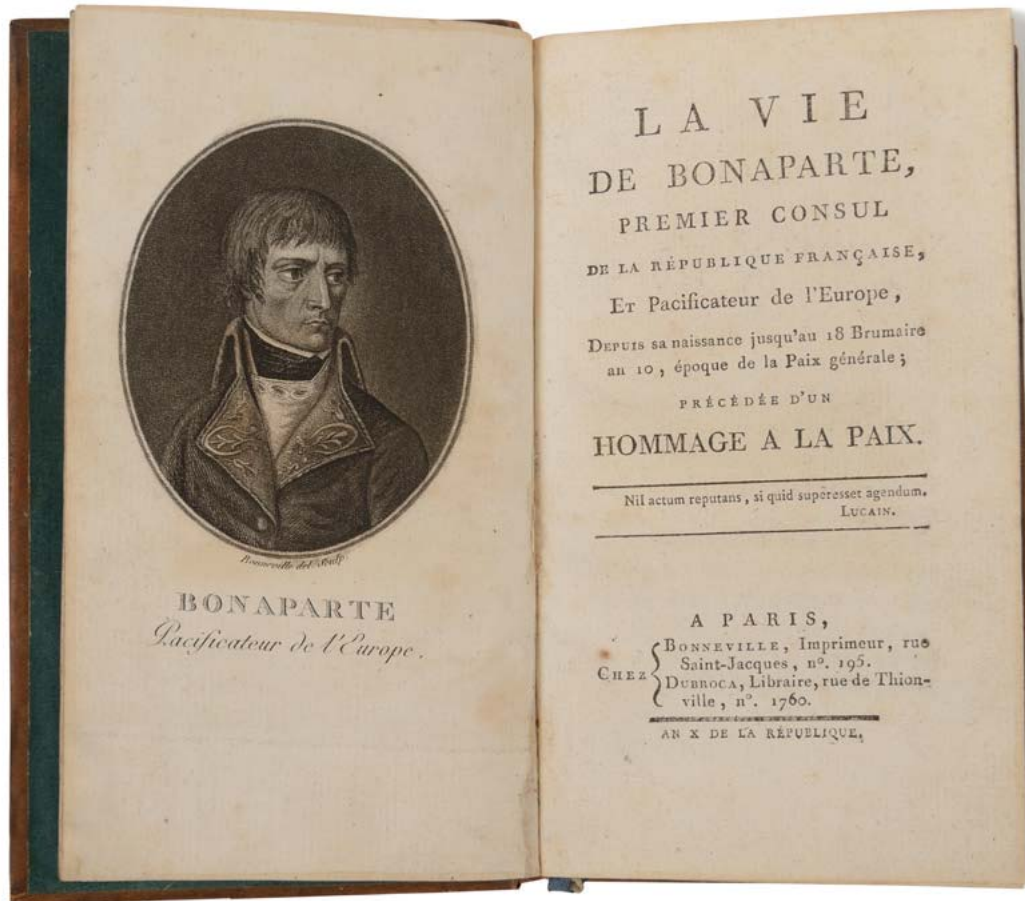 Bonneville del. Sculp.
BONAPARTE
Pacificateur de l'Europe.
LA VIE
DE BONAPARTE,
PREMIER CONSUL
DE LA RÉPUBLIQUE FRANÇAISE,
ET Pacificateur de l'Europe,
DEPUIS sa naissance jusqu'au 18 Brumaire
an 10, époque de la Paix générale;
PRÉCÉDÉE D'UN
HOMMAGE A LA PAIX.
Nil actum reputans, si quid superesset agendum.
LUCAIN.
A PARIS,
CHEZ
BONNEVILLE, Imprimeur, rue
Saint-Jacques, n°. 195.
DUBROCA, Libraire, rue de Thion-
ville, n°. 1760.
AN X DE LA RÉPUBLIQUE.